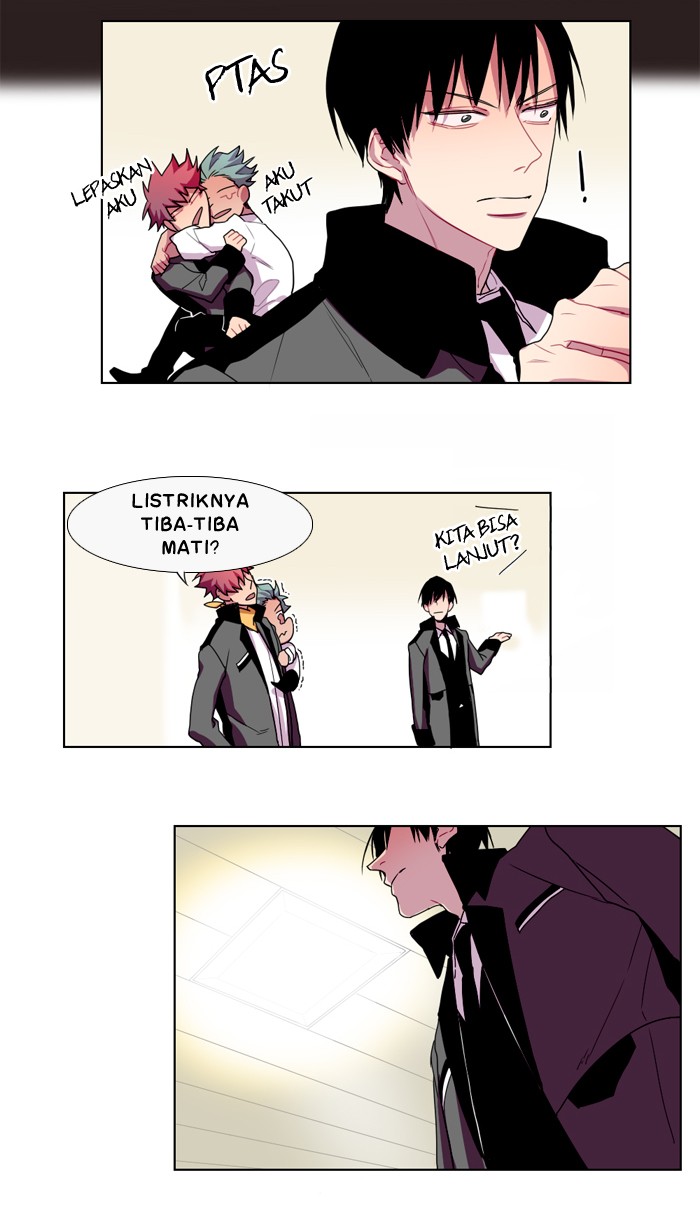 PTAS
LEPASKAN
AKU
AKU
TAKUT
!
LISTRIKNYA
TIBA-TIBA
MATI?
KITA BISA
LANJUT?